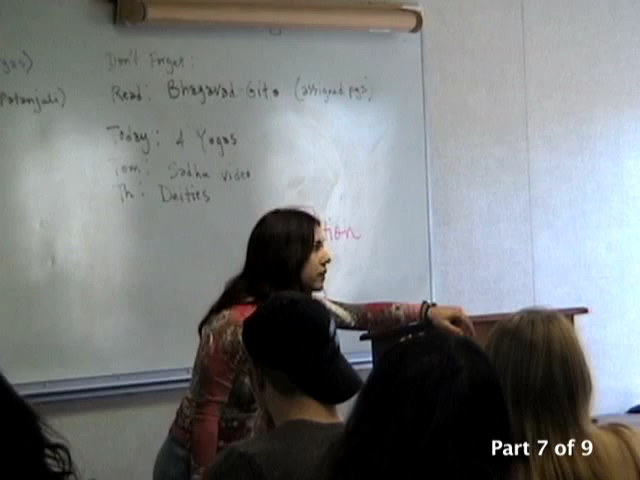 Don't Forget:
Patanjali)
Read: Bhagavad Gita (assigned pgs)
Today: 4 Yogas
Tom: Sadhu video
Th: Deities
tion
Part 7 of 9